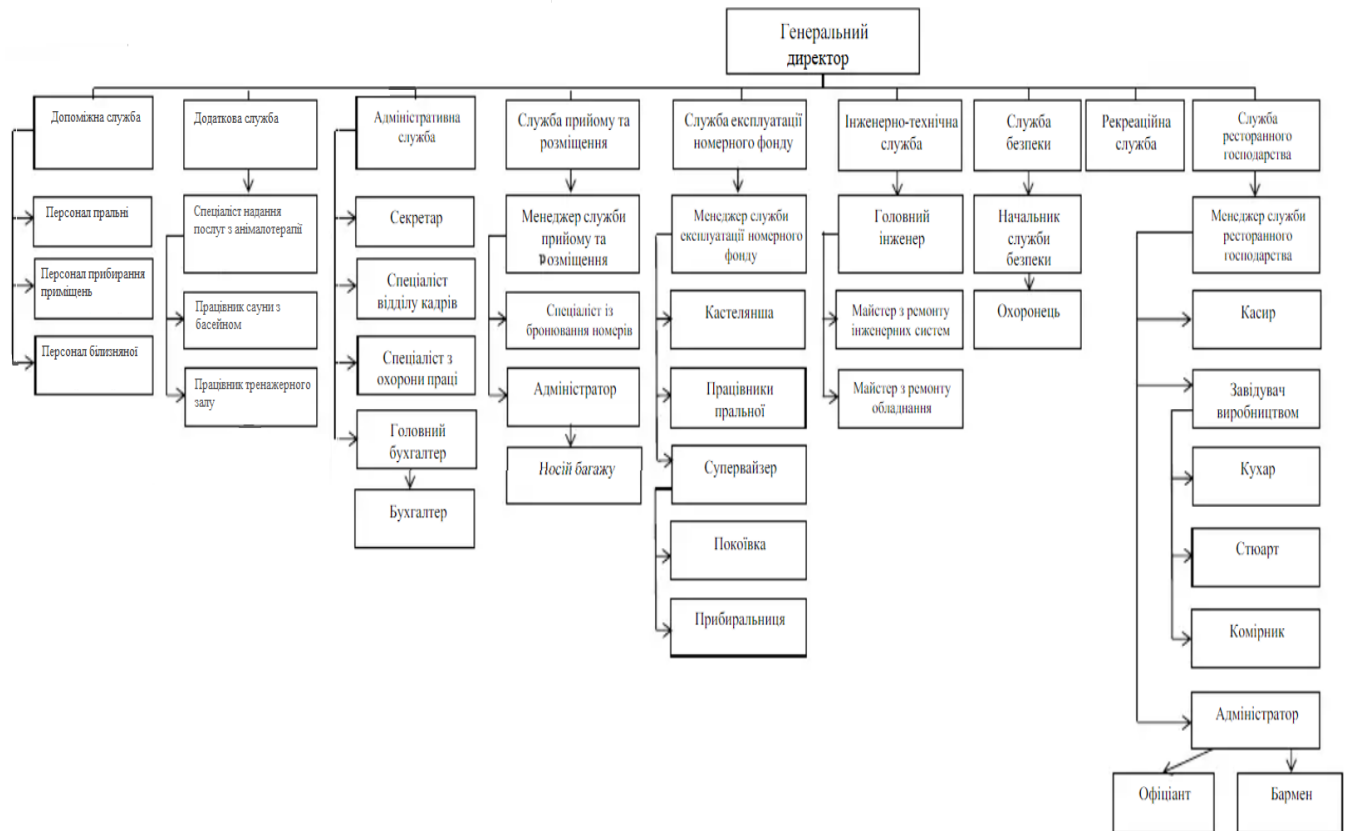 Генеральний
директор
Допоміжна служба
Персонал пральні
Персонал прибирання
приміщень
Персонал білизняної
Додаткова служба
Спеціаліст надання
послуг з анімалотерапії
Працівник сауни з
басейном
Працівник тренажерного
залу
Адміністративна
служба
Секретар
Спеціаліст
відділу кадрів
Спеціаліст з
охорони праці
Головний
бухгалтер
Бухгалтер
Служба прийому та
розміщення
Менеджер служби
прийому та
Розміщення
Спеціаліст із
бронювання номерів
Адміністратор
Носій багажу
Служба експлуатації
номерного фонду
Менеджер служби
експлуатації номерного
фонду
Кастелянша
Працівники
пральної
Супервайзер
Покоївка
Прибиральниця
Інженерно-технічна
служба
Головний
інженер
Майстер з ремонту
інженерних систем
Майстер з ремонту
обладнання
Служба
безпеки
Начальник
служби
безпеки
Охоронець
Рекреаційна
служба
Служба
ресторанного
господарства
Менеджер служби
ресторанного
господарства
Касир
Завідувач
виробництвом
Кухар
Стюарт
Комірник
Адміністратор
Офіціант
Бармен